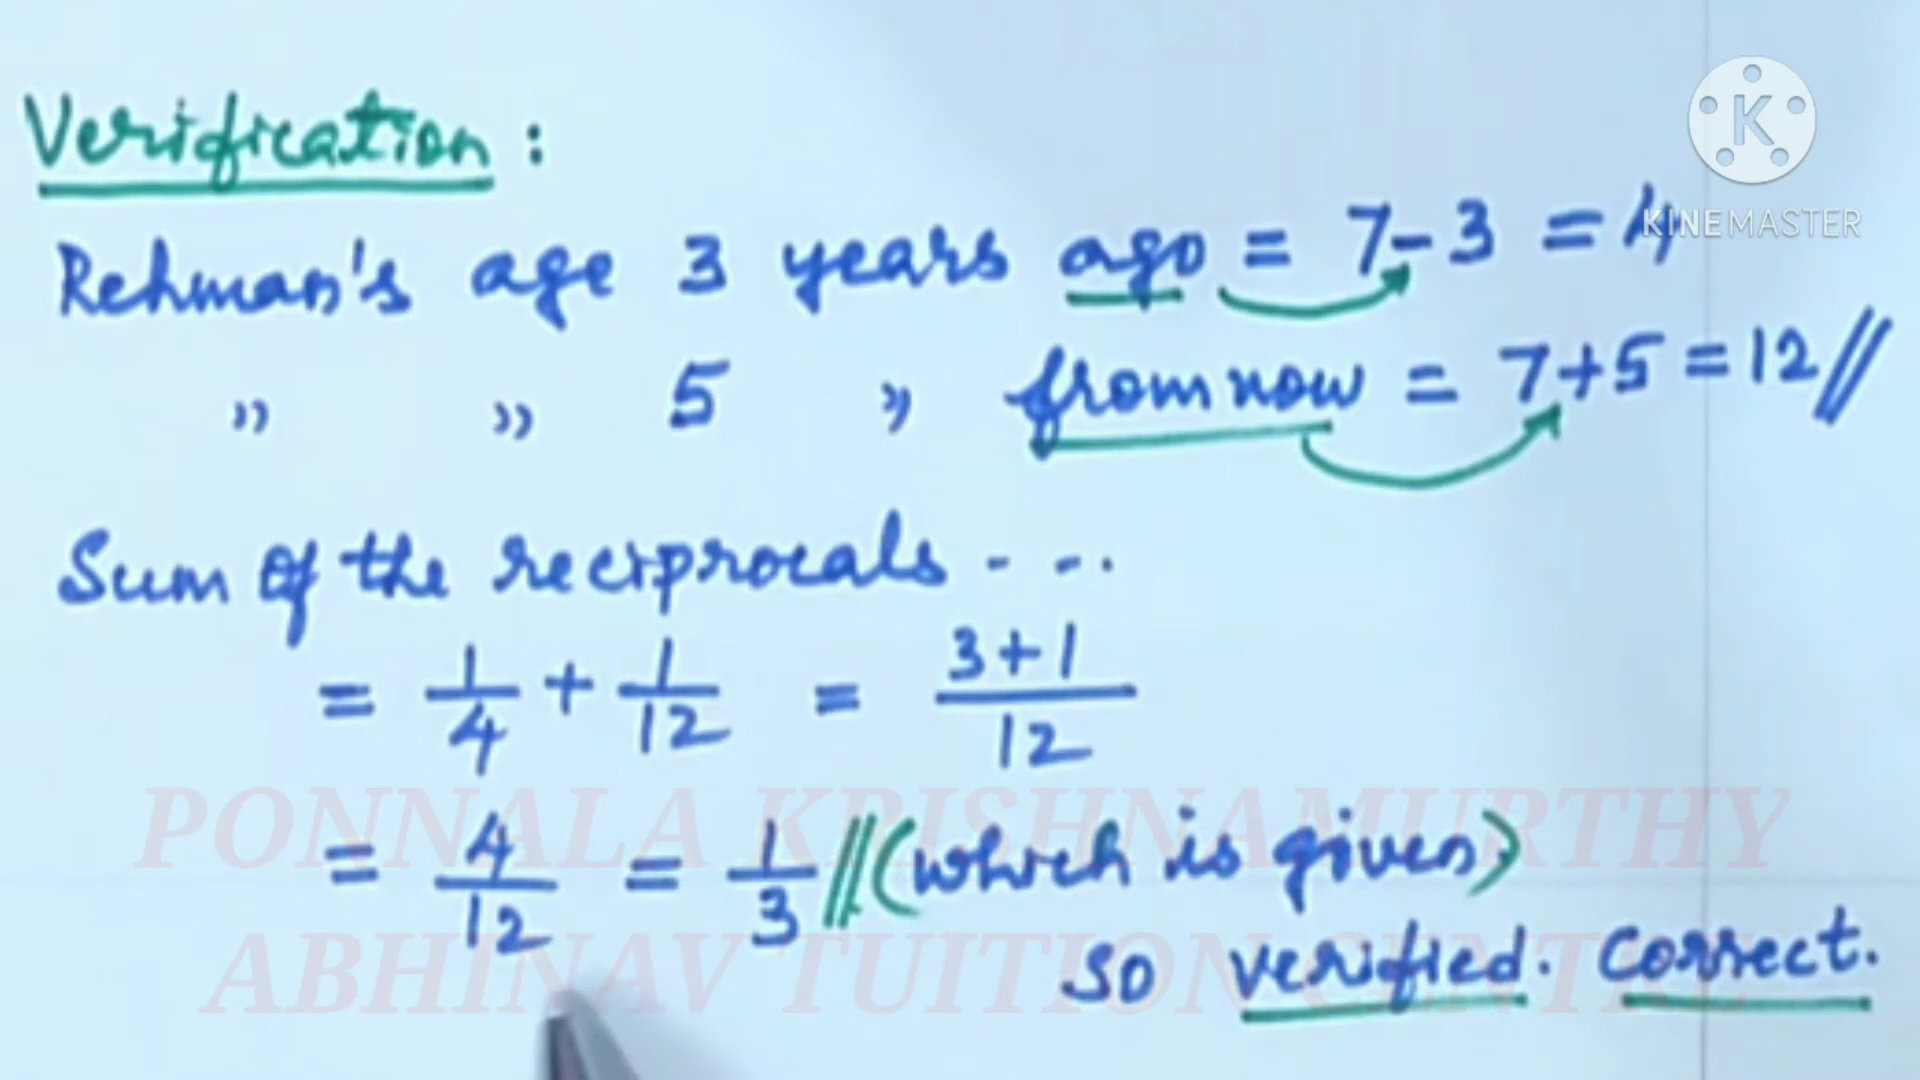 Verification :
K
KINEMASTER
Rehman's age 3 years ago = 7-3 = 4
" " 5 " from now = 7+5 = 12//
Sum of the reciprocals - - -.
= 1/4 + 1/12 = 3+1/12
PONNALA KRISHNAMURTHY
= 4/12 = 1/3 // (which is given)
ABHINAV TUITION CENTRE
so verified. correct.